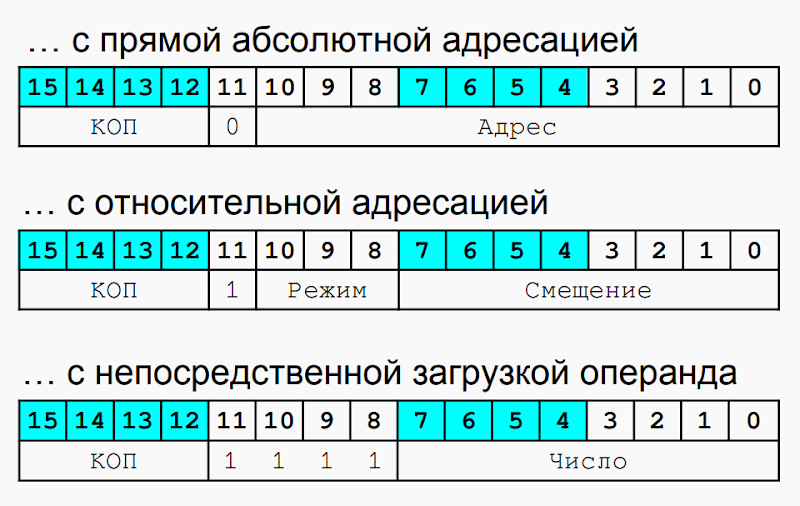 … с прямой абсолютной адресацией
15 14 13 12 11 10 9 8 7 6 5 4 3 2 1 0
КОП 0 Адрес
… с относительной адресацией
15 14 13 12 11 10 9 8 7 6 5 4 3 2 1 0
КОП 1 Режим Смещение
… с непосредственной загрузкой операнда
15 14 13 12 11 10 9 8 7 6 5 4 3 2 1 0
КОП 1 1 1 1 Число